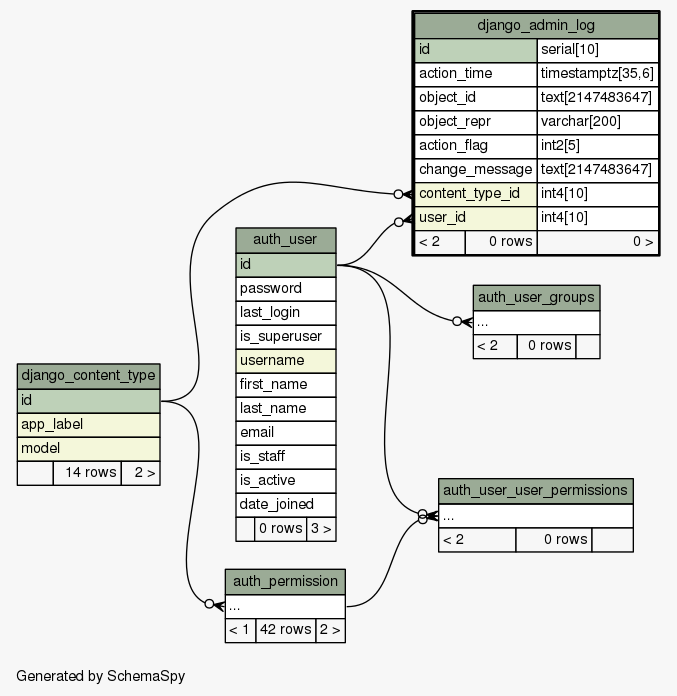 django_admin_log
id serial[10]
action_time timestamptz[35,6]
object_id text[2147483647]
object_repr varchar[200]
action_flag int2[5]
change_message text[2147483647]
content_type_id int4[10]
user_id int4[10]
< 2 0 rows 0 >
auth_user
id
password
last_login
is_superuser
username
first_name
last_name
email
is_staff
is_active
date_joined
0 rows 3 >
auth_user_groups
...
< 2 0 rows
django_content_type
id
app_label
model
14 rows 2 >
auth_user_user_permissions
...
< 2 0 rows
auth_permission
...
< 1 42 rows 2 >
Generated by SchemaSpy